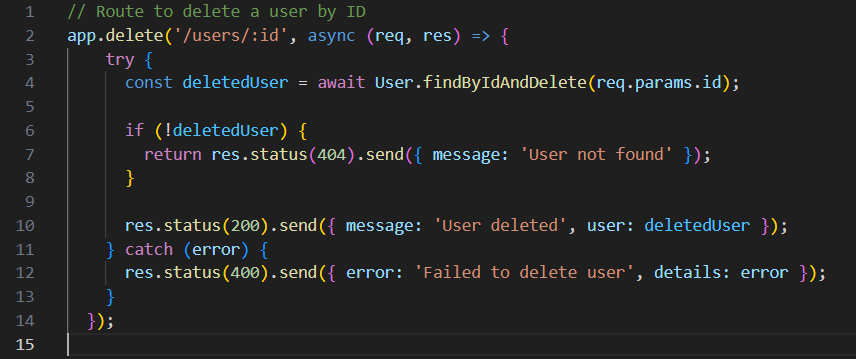 1 // Route to delete a user by ID
2 app.delete('/users/:id', async (req, res) => {
3     try {
4       const deletedUser = await User.findByIdAndDelete(req.params.id);
5
6       if (!deletedUser) {
7         return res.status(404).send({ message: 'User not found' });
8       }
9
10       res.status(200).send({ message: 'User deleted', user: deletedUser });
11     } catch (error) {
12       res.status(400).send({ error: 'Failed to delete user', details: error });
13     }
14   });
15